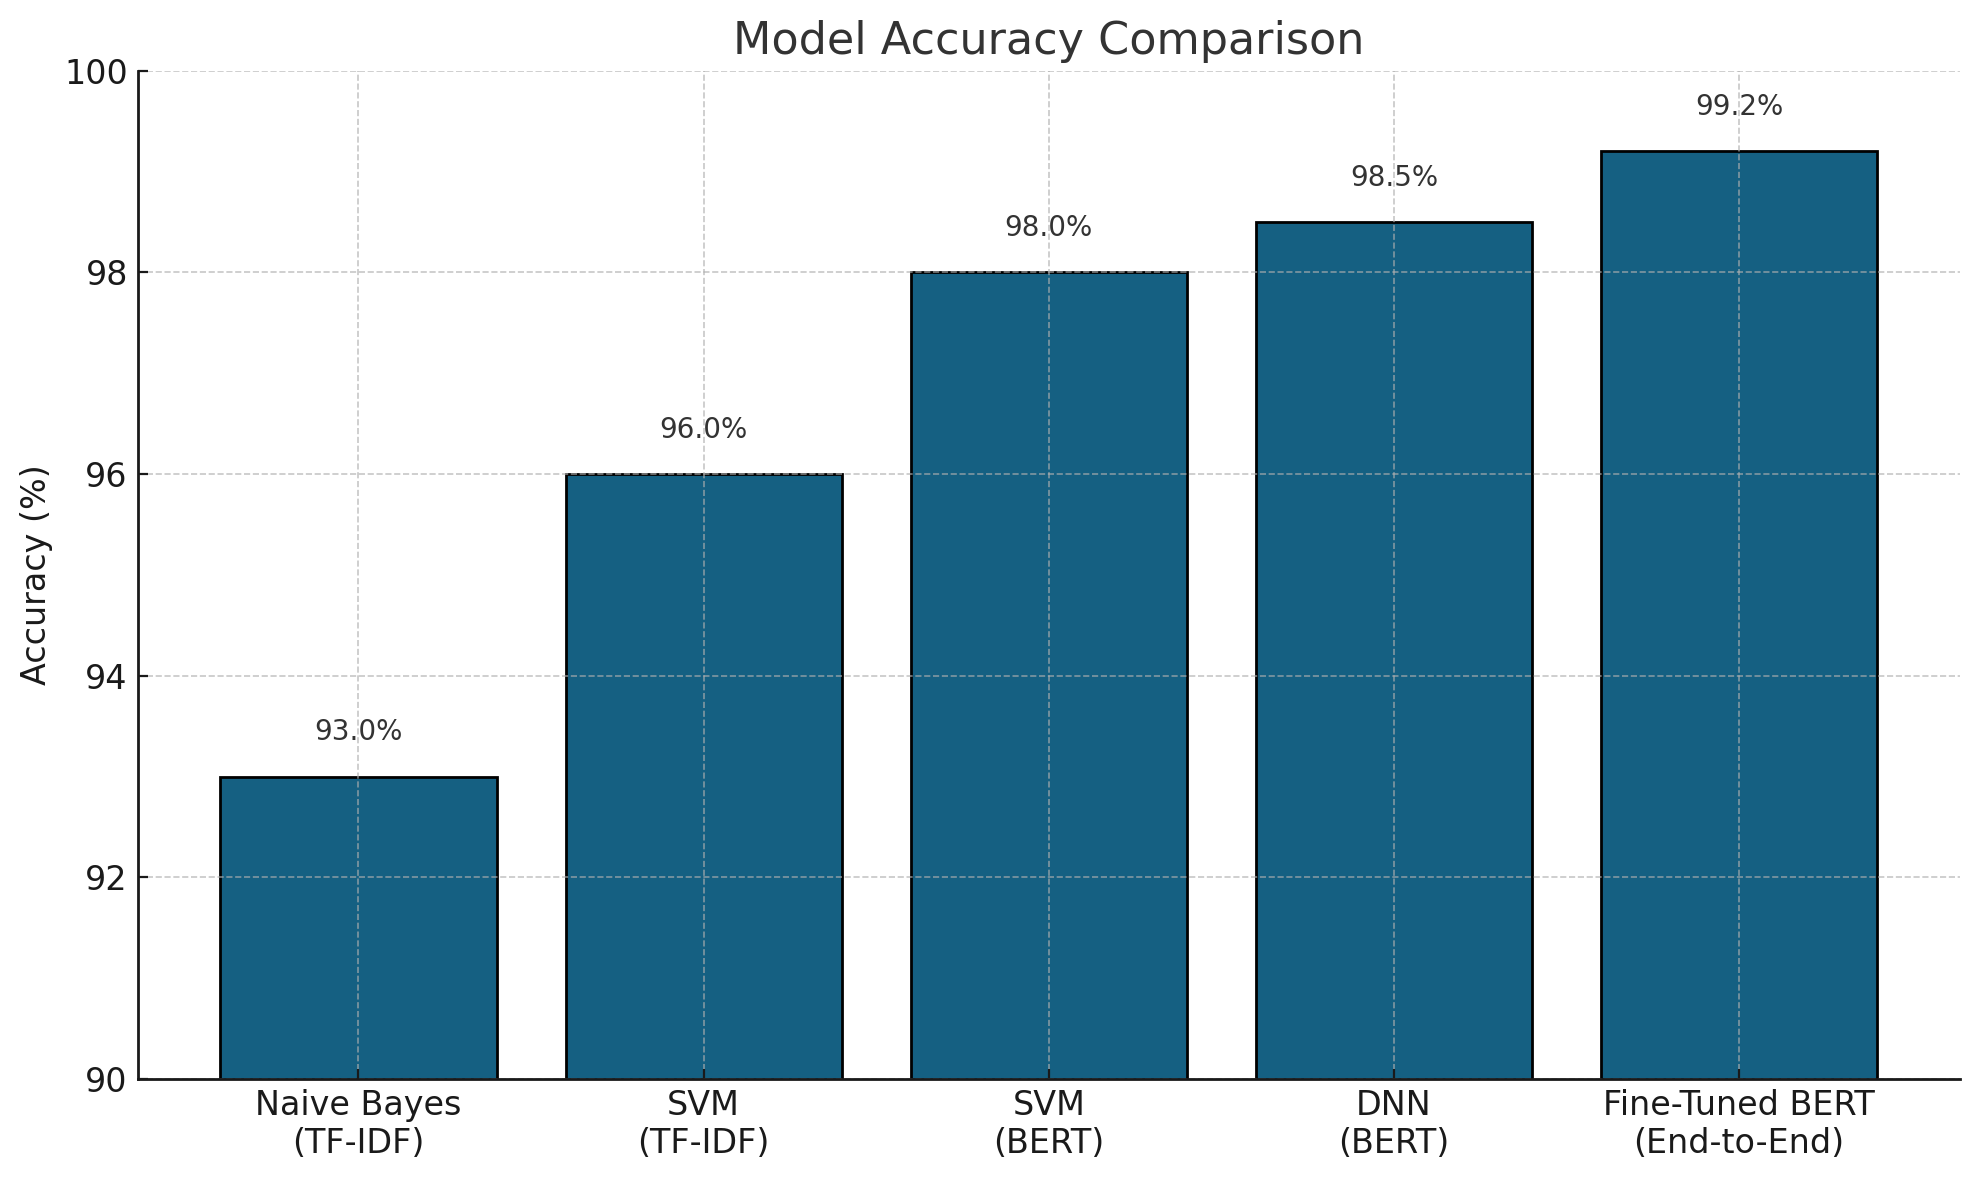 Model Accuracy Comparison
100
98
96
94
92
90
Accuracy (%)
93.0%
96.0%
98.0%
98.5%
99.2%
Naive Bayes
(TF-IDF)
SVM
(TF-IDF)
SVM
(BERT)
DNN
(BERT)
Fine-Tuned BERT
(End-to-End)